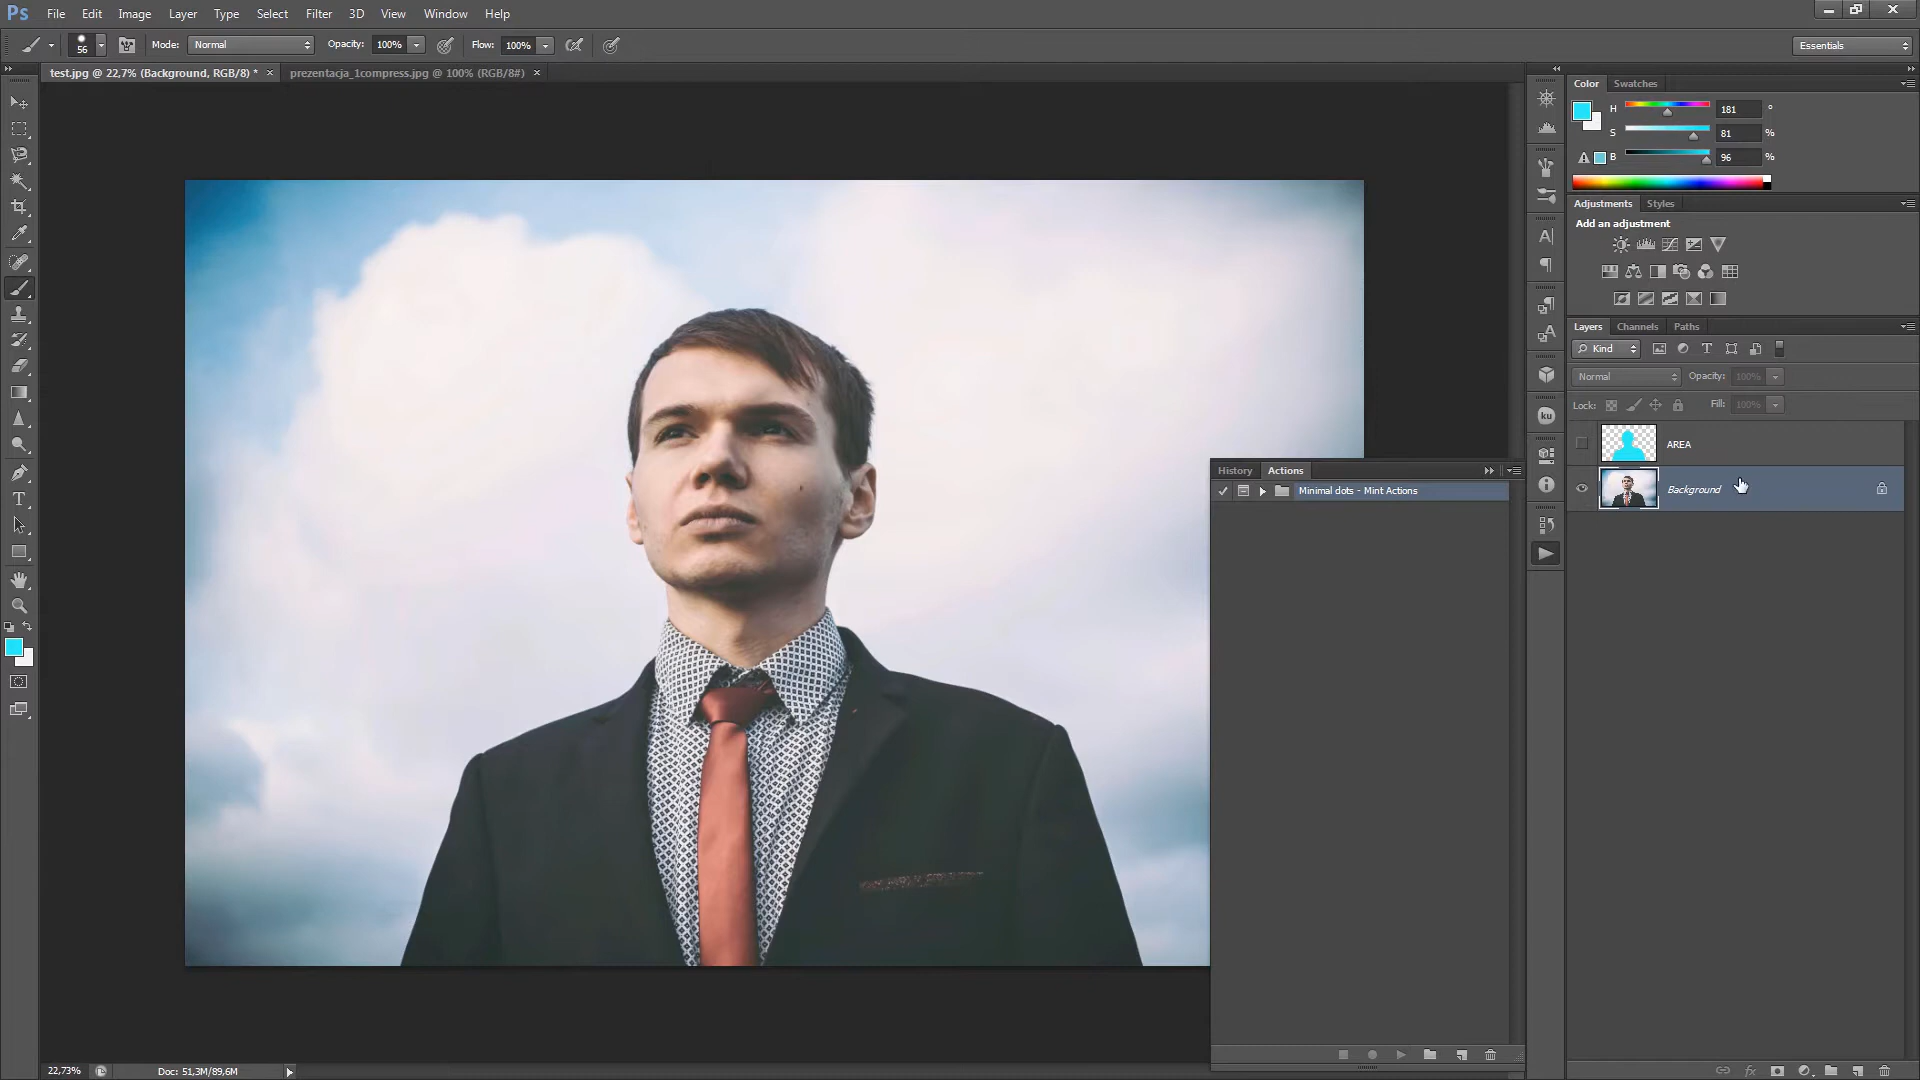 Ps File Edit Image Layer Type Select Filter 3D View Window Help
56 Mode: Normal Opacity: 100% Flow: 100% Essentials
test.jpg @ 22,7% (Background, RGB/8) * × prezentacja_1compress.jpg @ 100% (RGB/8#) ×
Color Swatches
H 181 °
S 81 %
B 96 %
Adjustments Styles
Add an adjustment
Layers Channels Paths
Kind
Normal Opacity: 100%
Lock: Fill: 100%
AREA
Background
History Actions
Minimal dots - Mint Actions
ku
22,73% Doc: 51,3M/89,6M